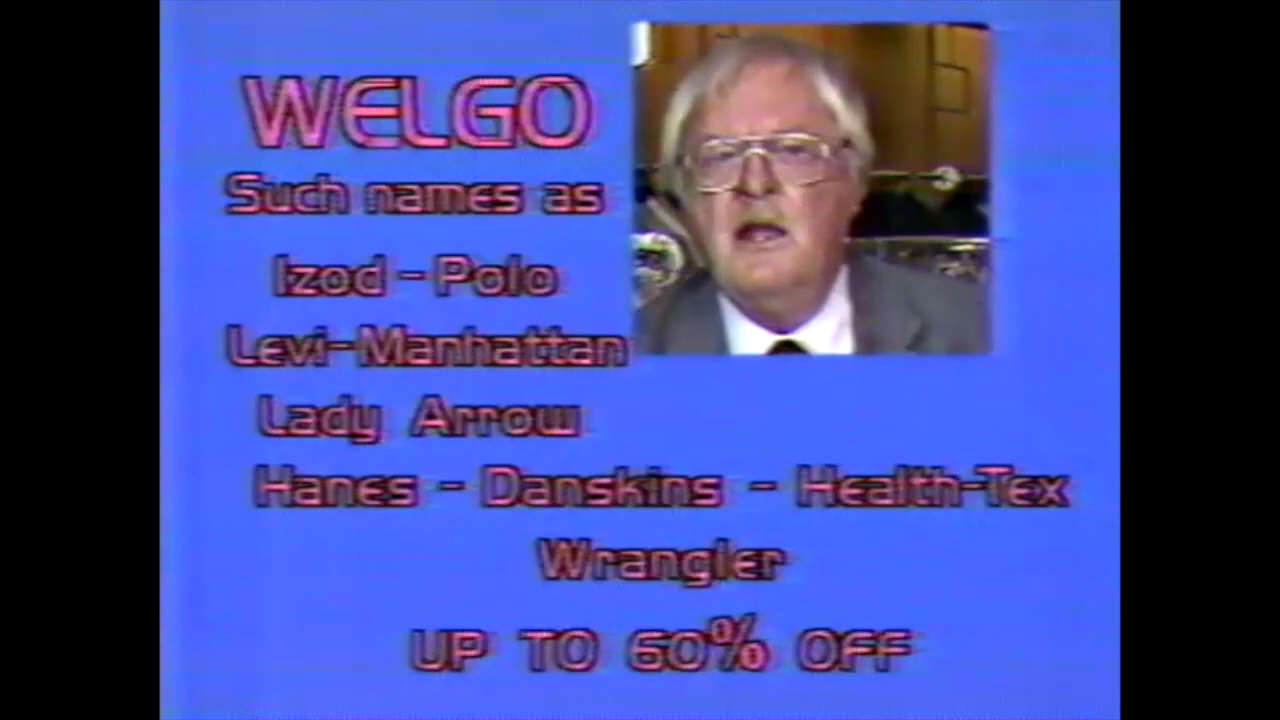 WELGO
Such names as
Izod - Polo
Levi-Manhattan
Lady Arrow
Hanes - Danskins - Health-Tex
Wrangler
UP TO 60% OFF